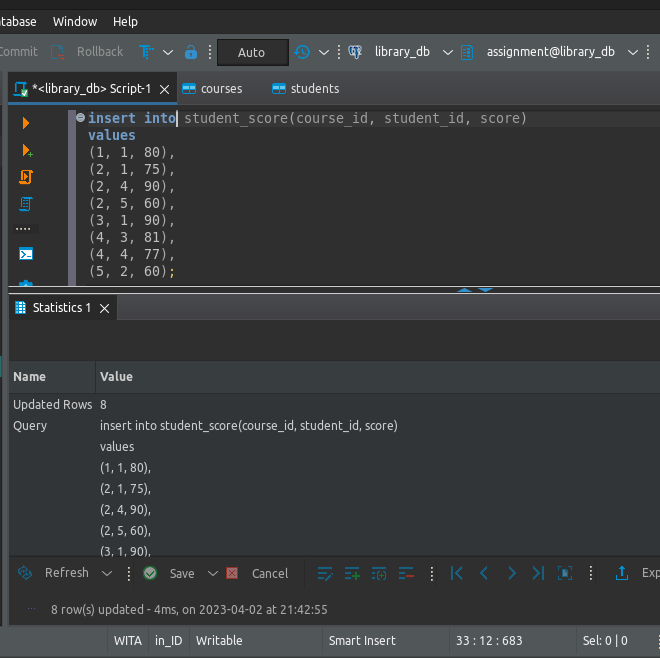 atabase Window Help
Commit Rollback Auto library_db assignment@library_db
*<library_db> Script-1 courses students
insert into student_score(course_id, student_id, score)
values
(1, 1, 80),
(2, 1, 75),
(2, 4, 90),
(2, 5, 60),
(3, 1, 90),
(4, 3, 81),
(4, 4, 77),
(5, 2, 60);
Statistics 1
Name Value
Updated Rows 8
Query insert into student_score(course_id, student_id, score)
values
(1, 1, 80),
(2, 1, 75),
(2, 4, 90),
(2, 5, 60),
(3, 1, 90),
Refresh Save Cancel Exp
8 row(s) updated - 4ms, on 2023-04-02 at 21:42:55
WITA in_ID Writable Smart Insert 33 : 12 : 683 Sel: 0 | 0